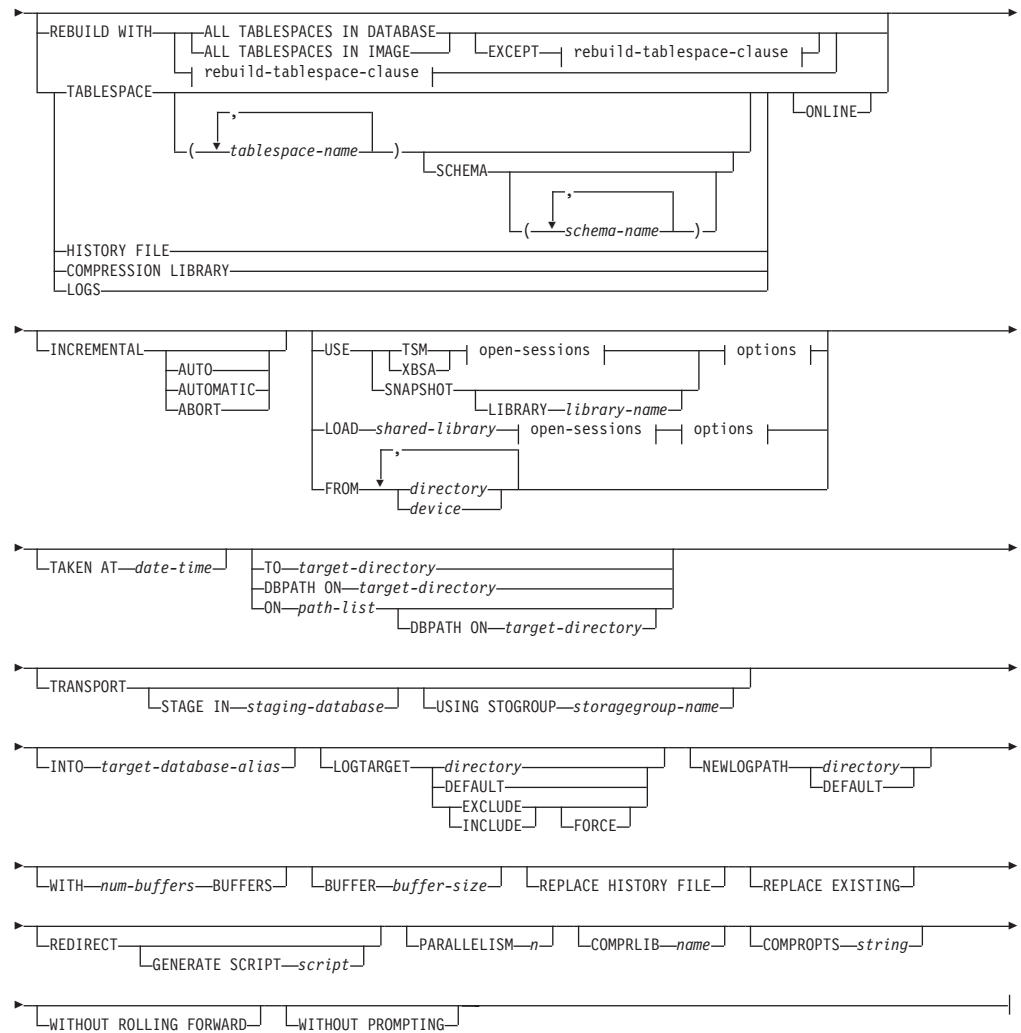 REBUILD WITH ALL TABLESPACES IN DATABASE
ALL TABLESPACES IN IMAGE EXCEPT rebuild-tablespace-clause
rebuild-tablespace-clause
TABLESPACE
ONLINE
,
( tablespace-name )
SCHEMA
,
( schema-name )
HISTORY FILE
COMPRESSION LIBRARY
LOGS
INCREMENTAL
AUTO
AUTOMATIC
ABORT
USE TSM open-sessions options
XBSA
SNAPSHOT
LIBRARY library-name
LOAD shared-library open-sessions options
,
FROM directory
device
TAKEN AT date-time
TO target-directory
DBPATH ON target-directory
ON path-list
DBPATH ON target-directory
TRANSPORT
STAGE IN staging-database USING STOGROUP storagegroup-name
INTO target-database-alias LOGTARGET directory NEWLOGPATH directory
DEFAULT DEFAULT
EXCLUDE
INCLUDE FORCE
WITH num-buffers BUFFERS BUFFER buffer-size REPLACE HISTORY FILE REPLACE EXISTING
REDIRECT PARALLELISM n COMPRLIB name COMPROPTS string
GENERATE SCRIPT script
WITHOUT ROLLING FORWARD WITHOUT PROMPTING